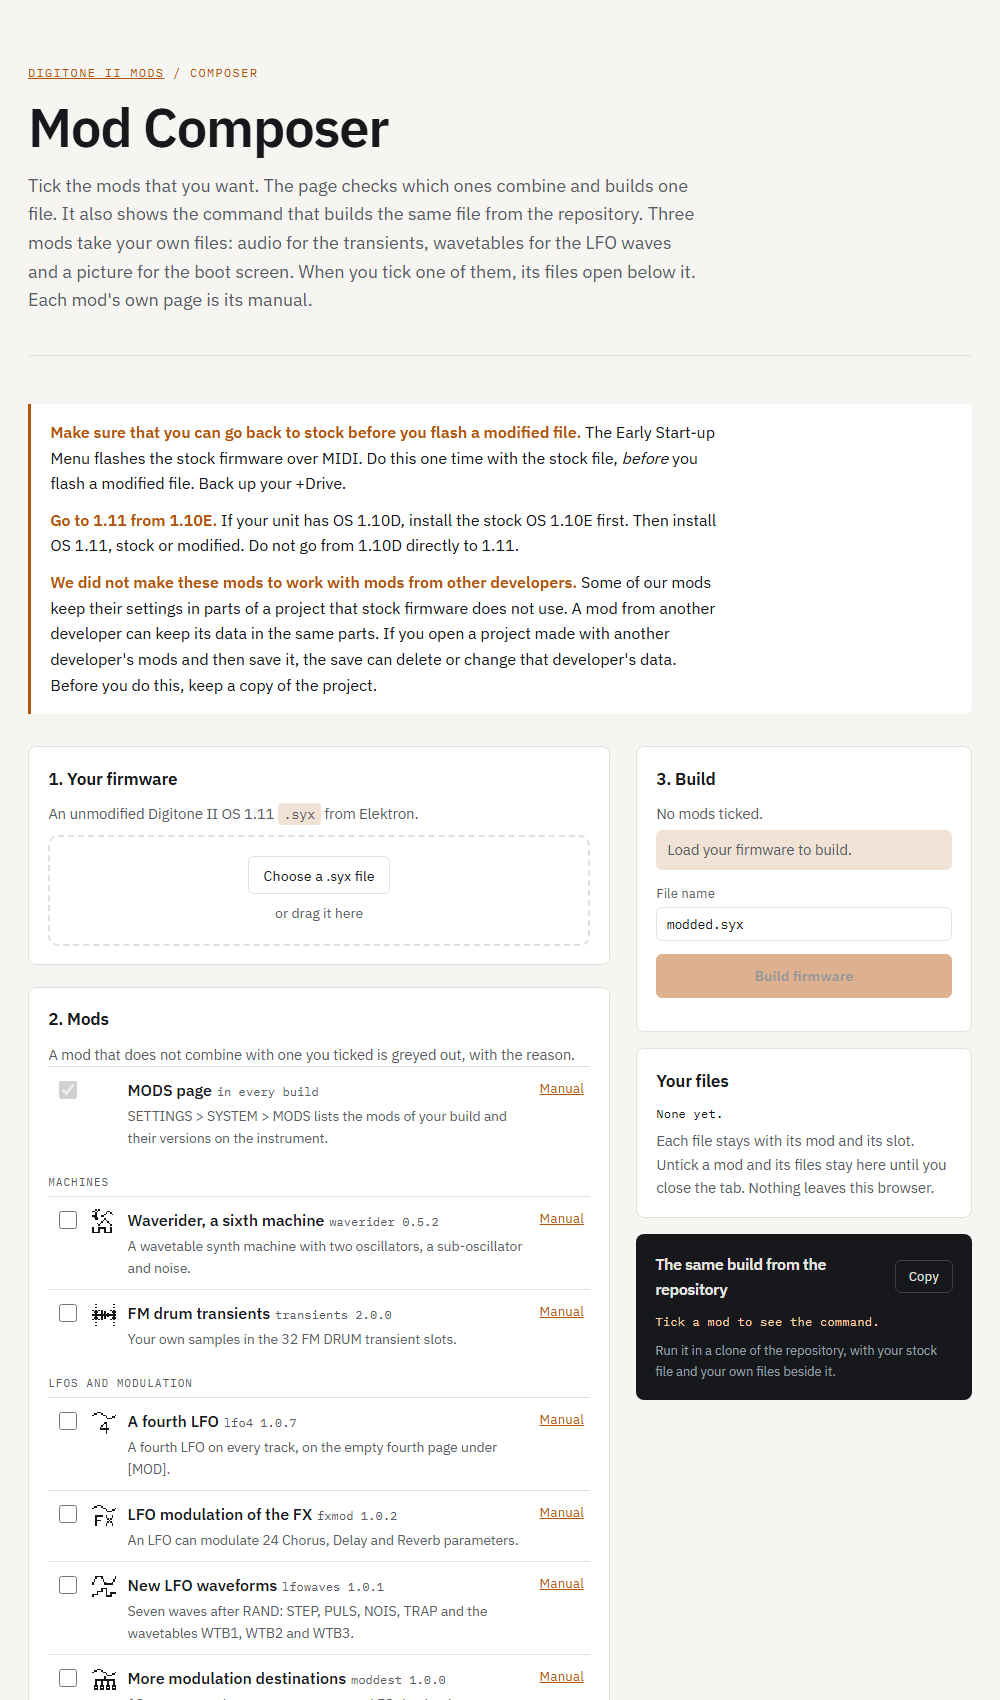 DIGITONE II MODS / COMPOSER
Mod Composer
Tick the mods that you want. The page checks which ones combine and builds one
file. It also shows the command that builds the same file from the repository. Three
mods take your own files: audio for the transients, wavetables for the LFO waves
and a picture for the boot screen. When you tick one of them, its files open below it.
Each mod's own page is its manual.
Make sure that you can go back to stock before you flash a modified file. The Early Start-up
Menu flashes the stock firmware over MIDI. Do this one time with the stock file, before you
flash a modified file. Back up your +Drive.
Go to 1.11 from 1.10E. If your unit has OS 1.10D, install the stock OS 1.10E first. Then install
OS 1.11, stock or modified. Do not go from 1.10D directly to 1.11.
We did not make these mods to work with mods from other developers. Some of our mods
keep their settings in parts of a project that stock firmware does not use. A mod from another
developer can keep its data in the same parts. If you open a project made with another
developer's mods and then save it, the save can delete or change that developer's data.
Before you do this, keep a copy of the project.
1. Your firmware
An unmodified Digitone II OS 1.11 .syx from Elektron.
Choose a .syx file
or drag it here
2. Mods
A mod that does not combine with one you ticked is greyed out, with the reason.
MODS page in every build
Manual
SETTINGS > SYSTEM > MODS lists the mods of your build and
their versions on the instrument.
MACHINES
Waverider, a sixth machine waverider 0.5.2
Manual
A wavetable synth machine with two oscillators, a sub-oscillator
and noise.
FM drum transients transients 2.0.0
Manual
Your own samples in the 32 FM DRUM transient slots.
LFOS AND MODULATION
A fourth LFO lfo4 1.0.7
Manual
A fourth LFO on every track, on the empty fourth page under
[MOD].
LFO modulation of the FX fxmod 1.0.2
Manual
An LFO can modulate 24 Chorus, Delay and Reverb parameters.
New LFO waveforms lfowaves 1.0.1
Manual
Seven waves after RAND: STEP, PULS, NOIS, TRAP and the
wavetables WTB1, WTB2 and WTB3.
More modulation destinations moddest 1.0.0
Manual
3. Build
No mods ticked.
Load your firmware to build.
File name
modded.syx
Build firmware
Your files
None yet.
Each file stays with its mod and its slot.
Untick a mod and its files stay here until you
close the tab. Nothing leaves this browser.
The same build from the
repository
Copy
Tick a mod to see the command.
Run it in a clone of the repository, with your stock
file and your own files beside it.